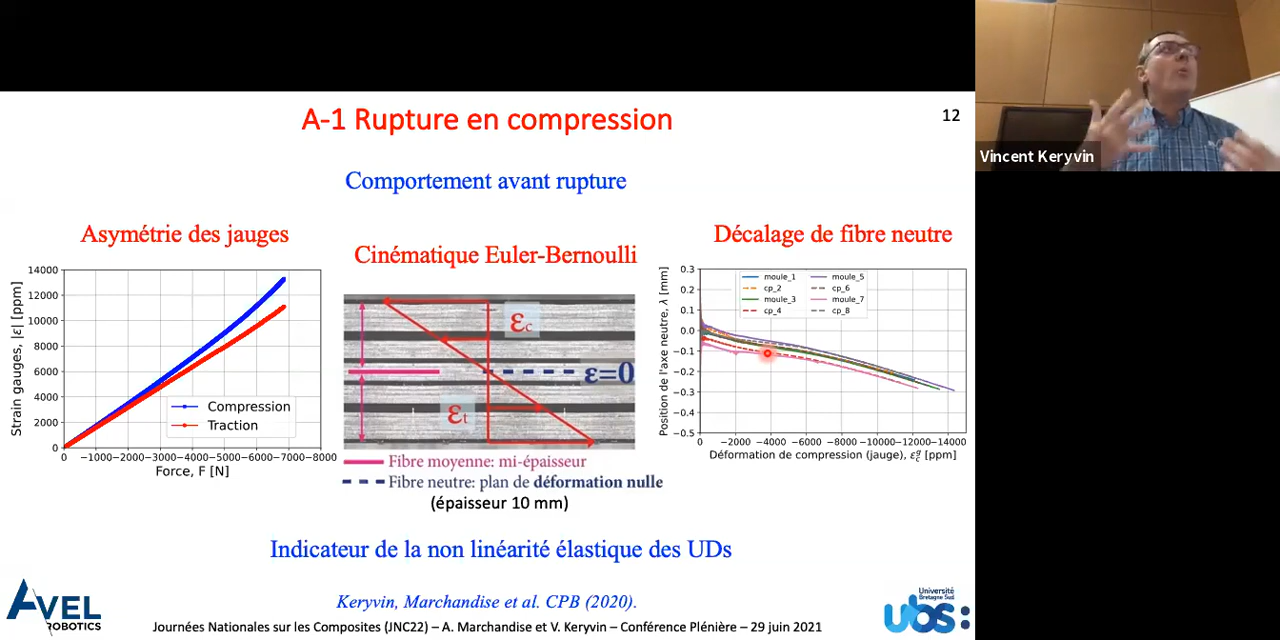 A-1 Rupture en compression
12
Vincent Keryvin
Comportement avant rupture
Asymétrie des jauges
Cinématique Euler-Bernoulli
Décalage de fibre neutre
Strain gauges, |ε| [ppm]
14000
12000
10000
8000
6000
4000
2000
0
Compression
Traction
0 −1000−2000−3000−4000−5000−6000−7000−8000
Force, F [N]
εc
ε=0
εt
Fibre moyenne: mi-épaisseur
Fibre neutre: plan de déformation nulle
(épaisseur 10 mm)
Position de l'axe neutre, λ [mm]
0.3
0.2
0.1
0.0
−0.1
−0.2
−0.3
−0.4
−0.5
moule_1 moule_5
cp_2 cp_6
moule_3 moule_7
cp_4 cp_8
0 −2000 −4000 −6000 −8000 −10000 −12000 −14000
Déformation de compression (jauge), εcg [ppm]
Indicateur de la non linéarité élastique des UDs
AVEL
ROBOTICS
Keryvin, Marchandise et al. CPB (2020).
Journées Nationales sur les Composites (JNC22) – A. Marchandise et V. Keryvin – Conférence Plénière – 29 juin 2021
Université
Bretagne Sud
ubs: